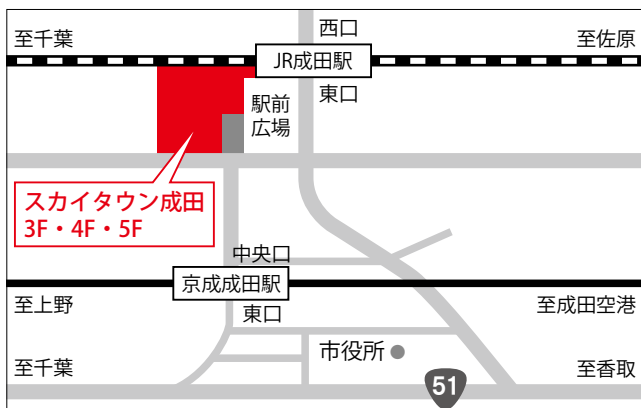 西口
至千葉
至佐原
JR成田駅
東口
駅前
広場
スカイタウン成田
3F・4F・5F
中央口
京成成田駅
至上野
東口
至成田空港
市役所
至千葉
至香取
51